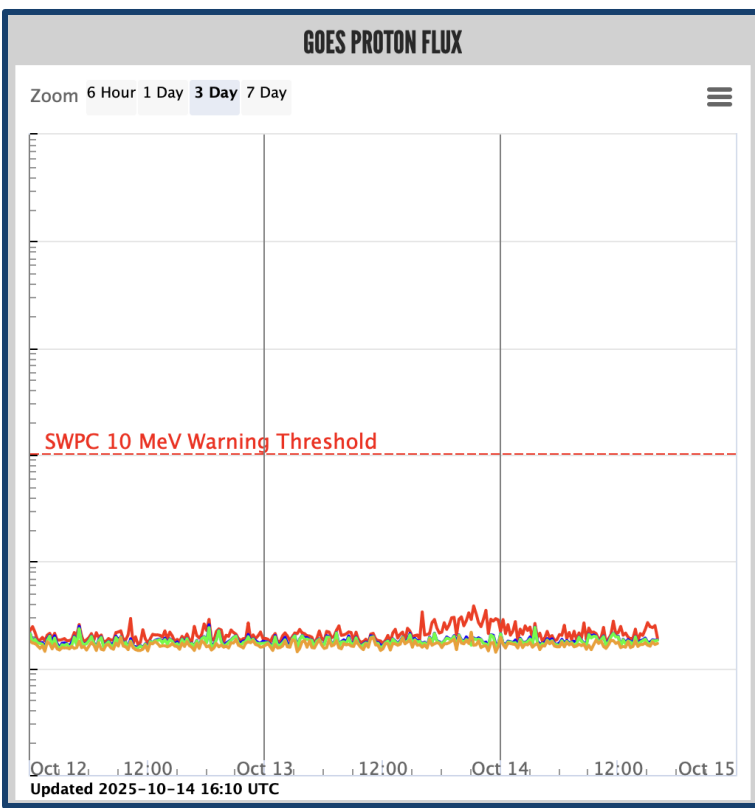 GOES PROTON FLUX
Zoom 6 Hour 1 Day 3 Day 7 Day
SWPC 10 MeV Warning Threshold
Oct 12 12:00 Oct 13 12:00 Oct 14 12:00 Oct 15
Updated 2025-10-14 16:10 UTC